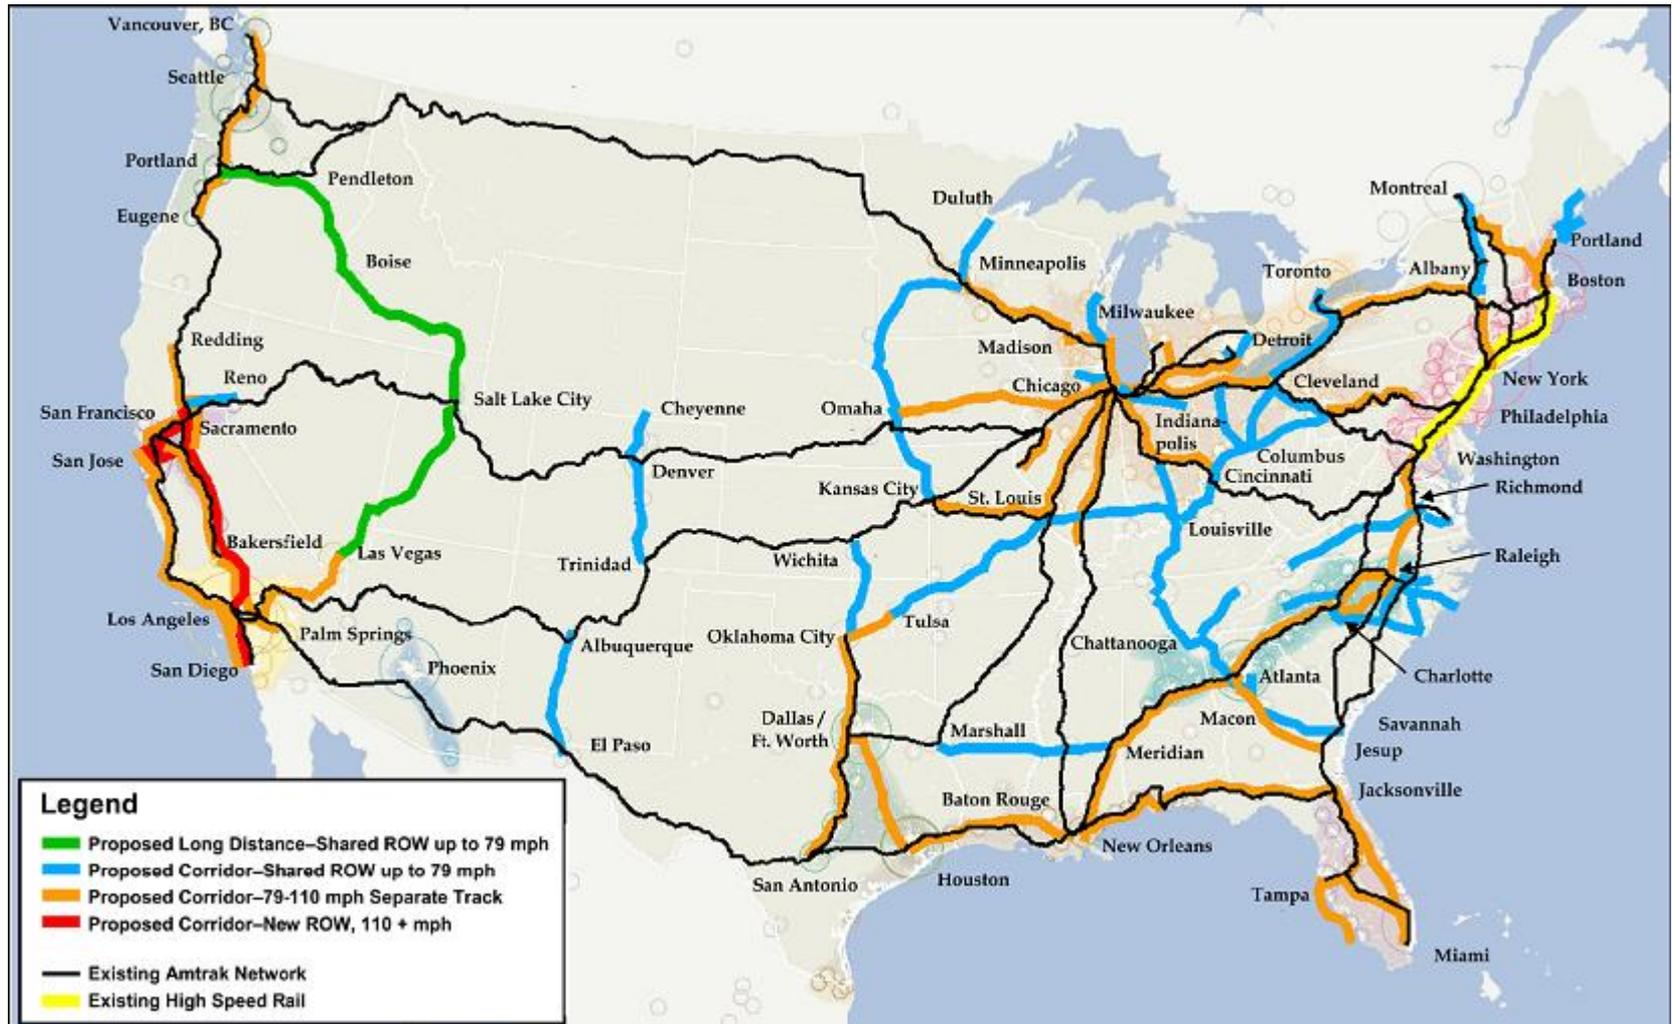 Vancouver, BC
Seattle
Portland
Pendleton
Eugene
Boise
Redding
Reno
San Francisco
Sacramento
San Jose
Salt Lake City
Bakersfield
Las Vegas
Los Angeles
Palm Springs
San Diego
Phoenix
Cheyenne
Denver
Trinidad
Albuquerque
El Paso
Duluth
Minneapolis
Milwaukee
Madison
Chicago
Omaha
Kansas City
St. Louis
Wichita
Oklahoma City
Tulsa
Dallas /
Ft. Worth
Marshall
Baton Rouge
San Antonio
Houston
New Orleans
Meridian
Montreal
Toronto
Albany
Portland
Boston
Detroit
Cleveland
New York
Philadelphia
Indiana-
polis
Columbus
Cincinnati
Washington
Richmond
Louisville
Raleigh
Chattanooga
Charlotte
Atlanta
Macon
Savannah
Jesup
Jacksonville
Tampa
Miami
Legend
Proposed Long Distance–Shared ROW up to 79 mph
Proposed Corridor–Shared ROW up to 79 mph
Proposed Corridor–79-110 mph Separate Track
Proposed Corridor–New ROW, 110 + mph
Existing Amtrak Network
Existing High Speed Rail